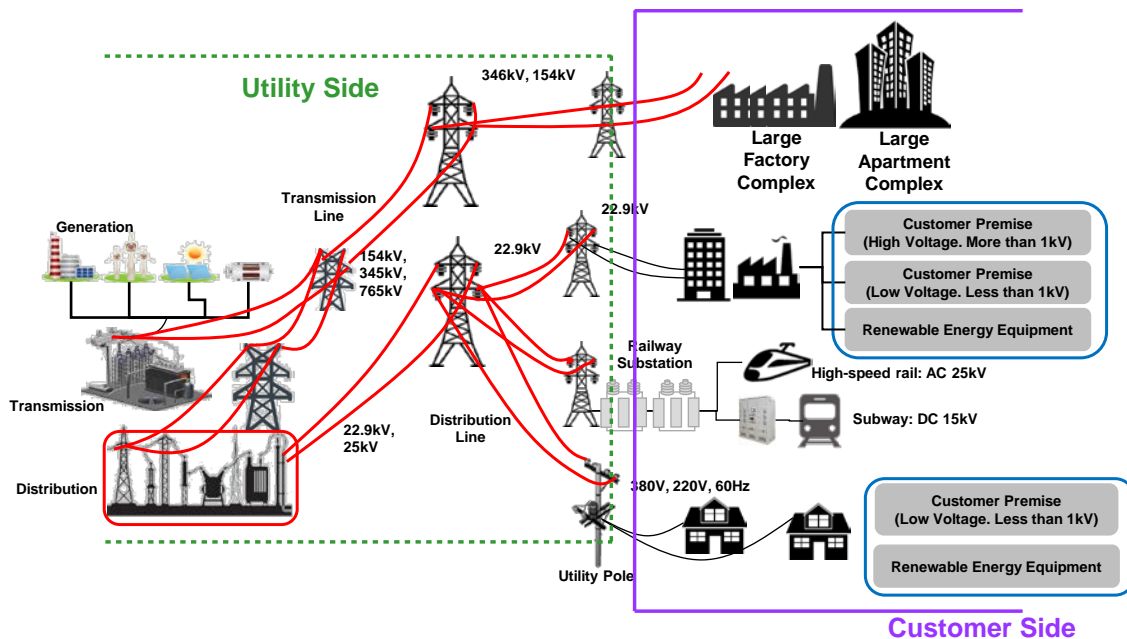 Utility Side
346kV, 154kV
Large
Factory
Complex
Large
Apartment
Complex
Transmission
Line
Generation
154kV,
345kV,
765kV
22.9kV
22.9kV
Customer Premise
(High Voltage. More than 1kV)
Customer Premise
(Low Voltage. Less than 1kV)
Renewable Energy Equipment
Railway
Substation
High-speed rail: AC 25kV
Transmission
Subway: DC 15kV
Distribution
Line
22.9kV,
25kV
Distribution
380V, 220V, 60Hz
Customer Premise
(Low Voltage. Less than 1kV)
Renewable Energy Equipment
Utility Pole
Customer Side